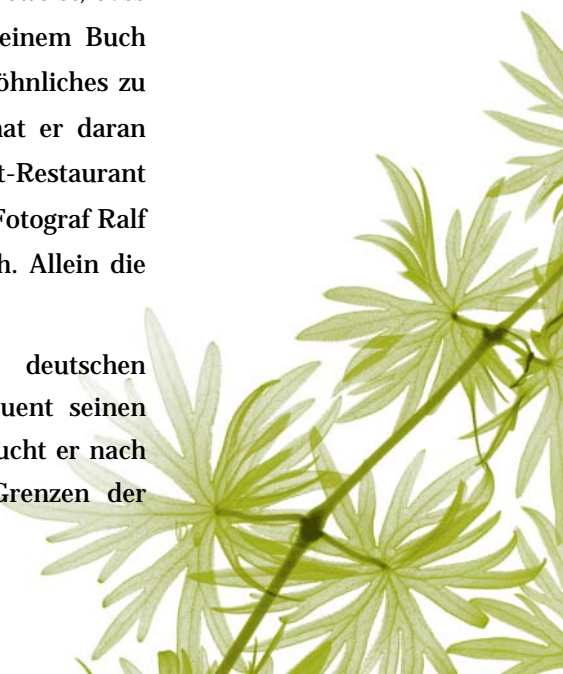 einem Buch
öhnliches zu
at er daran
t-Restaurant
Fotograf Ralf
h. Allein die
deutschen
uent seinen
ucht er nach
Grenzen der